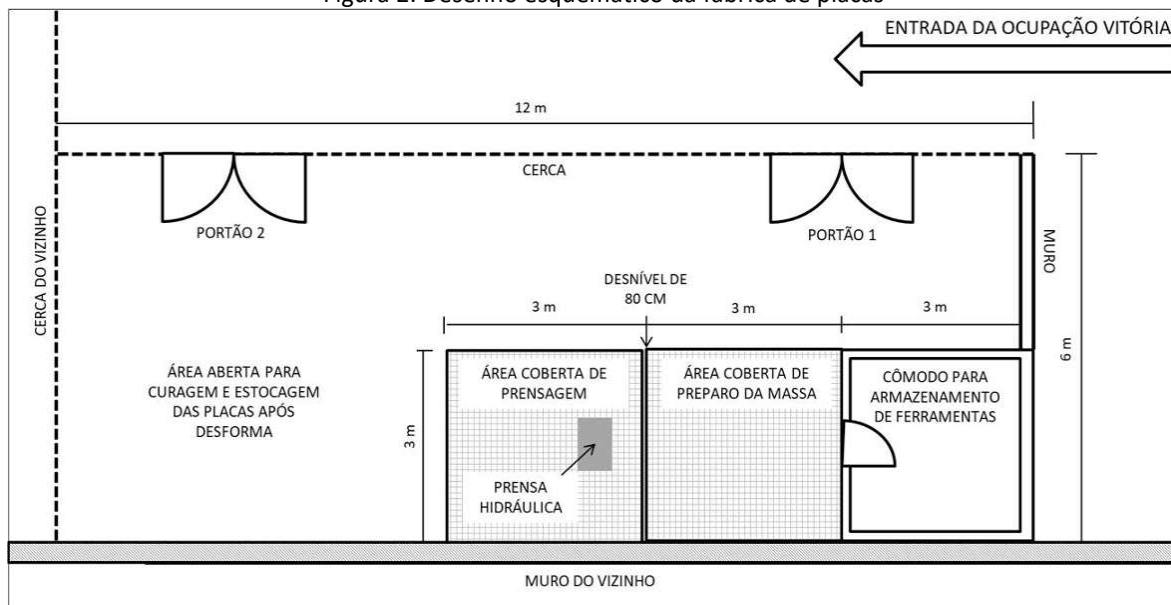 Figura 2: Desenho esquemático da fábrica de placas
ENTRADA DA OCUPAÇÃO VITÓRIA
12 m
CERCA
PORTÃO 2
PORTÃO 1
CERCA DO VIZINHO
MURO
DESNÍVEL DE
80 CM
3 m
3 m
3 m
6 m
ÁREA ABERTA PARA
CURAGEM E ESTOCAGEM
DAS PLACAS APÓS
DESFORMA
3 m
ÁREA COBERTA DE
PRENSAGEM
PRENSA
HIDRÁULICA
ÁREA COBERTA DE
PREPARO DA MASSA
CÔMODO PARA
ARMAZENAMENTO
DE FERRAMENTAS
MURO DO VIZINHO